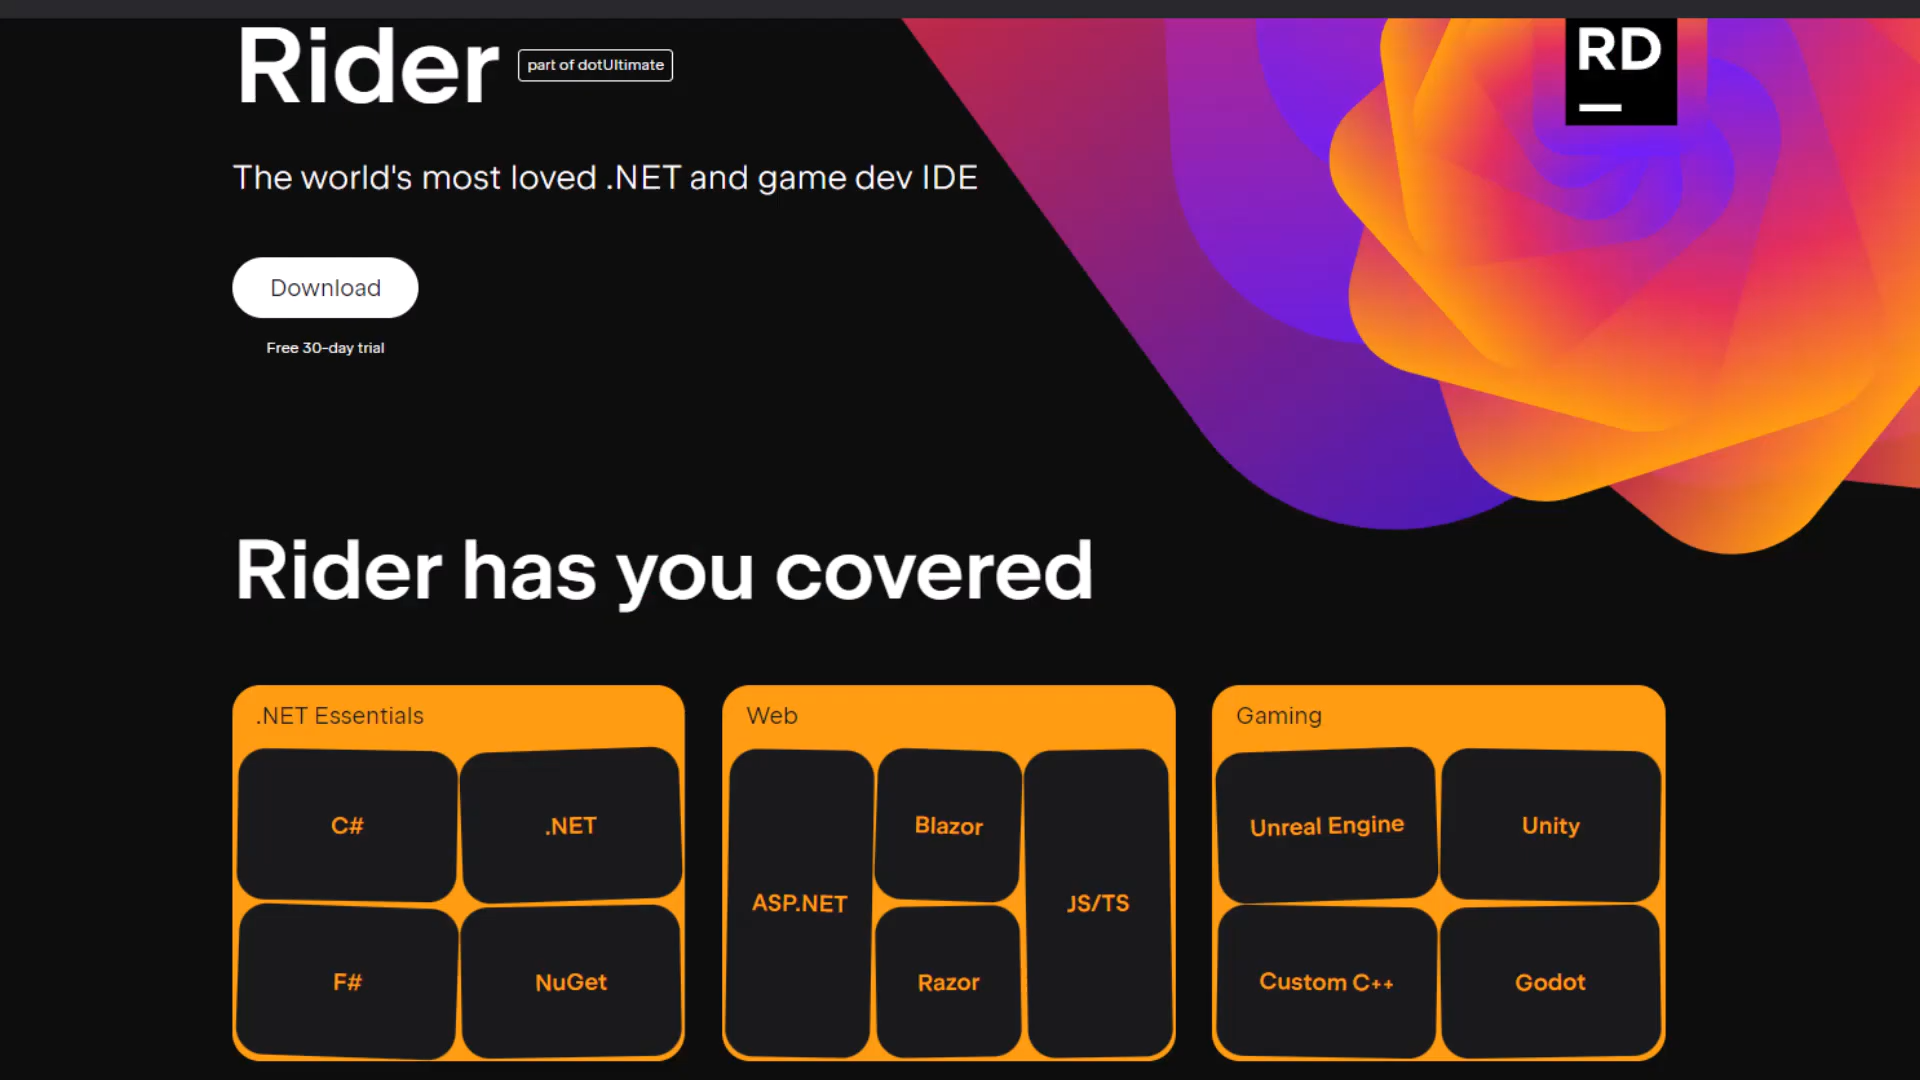 Rider part of dotUltimate
RD
The world's most loved .NET and game dev IDE
Download
Free 30-day trial
Rider has you covered
.NET Essentials
C#
.NET
F#
NuGet
Web
ASP.NET
Blazor
Razor
JS/TS
Gaming
Unreal Engine
Unity
Custom C++
Godot